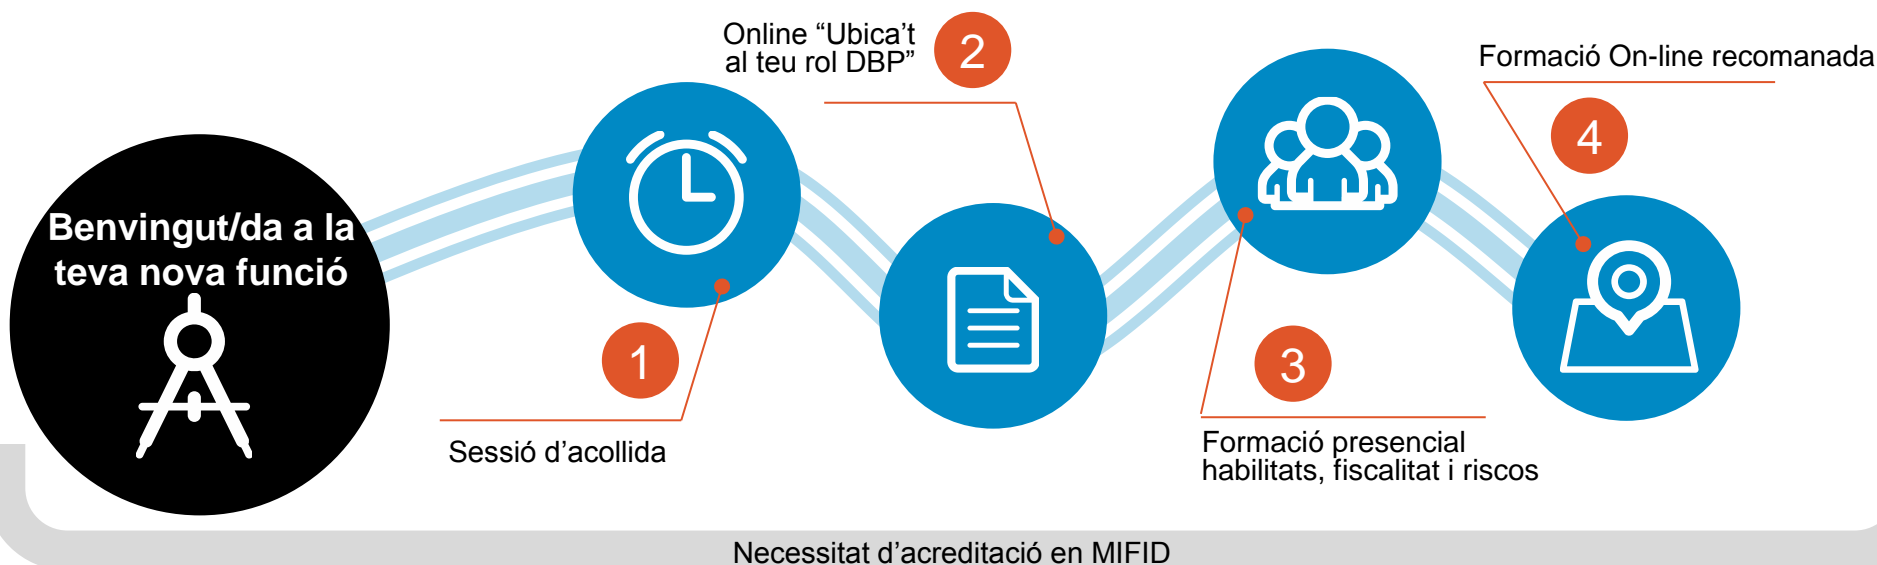 Benvingut/da a la
teva nova funció
1
Sessió d’acollida
Online “Ubica’t
al teu rol DBP”
2
3
Formació presencial
habilitats, fiscalitat i riscos
Formació On-line recomanada
4
Necessitat d’acreditació en MIFID